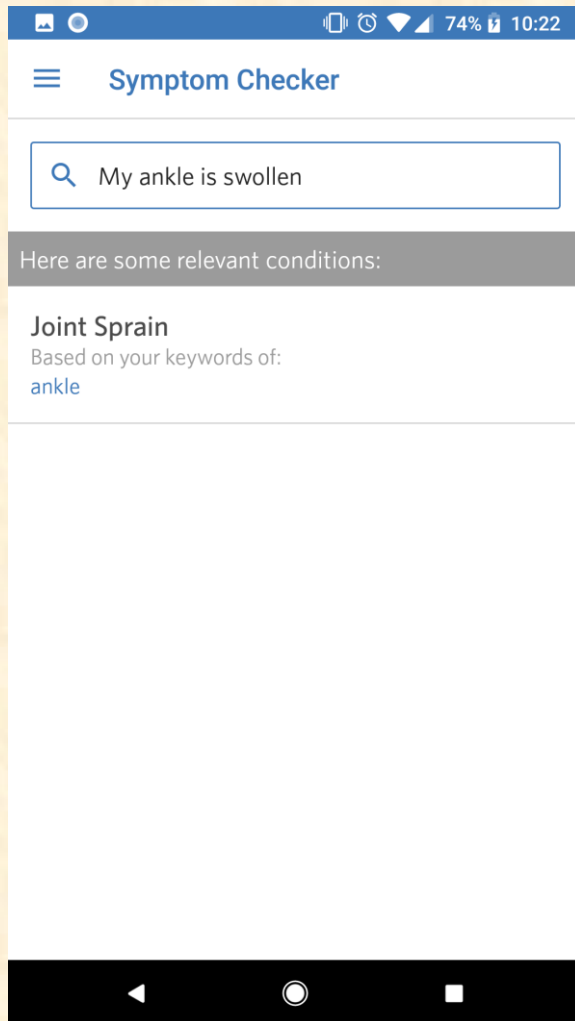 74% 10:22
Symptom Checker
My ankle is swollen
Here are some relevant conditions:
Joint Sprain
Based on your keywords of:
ankle